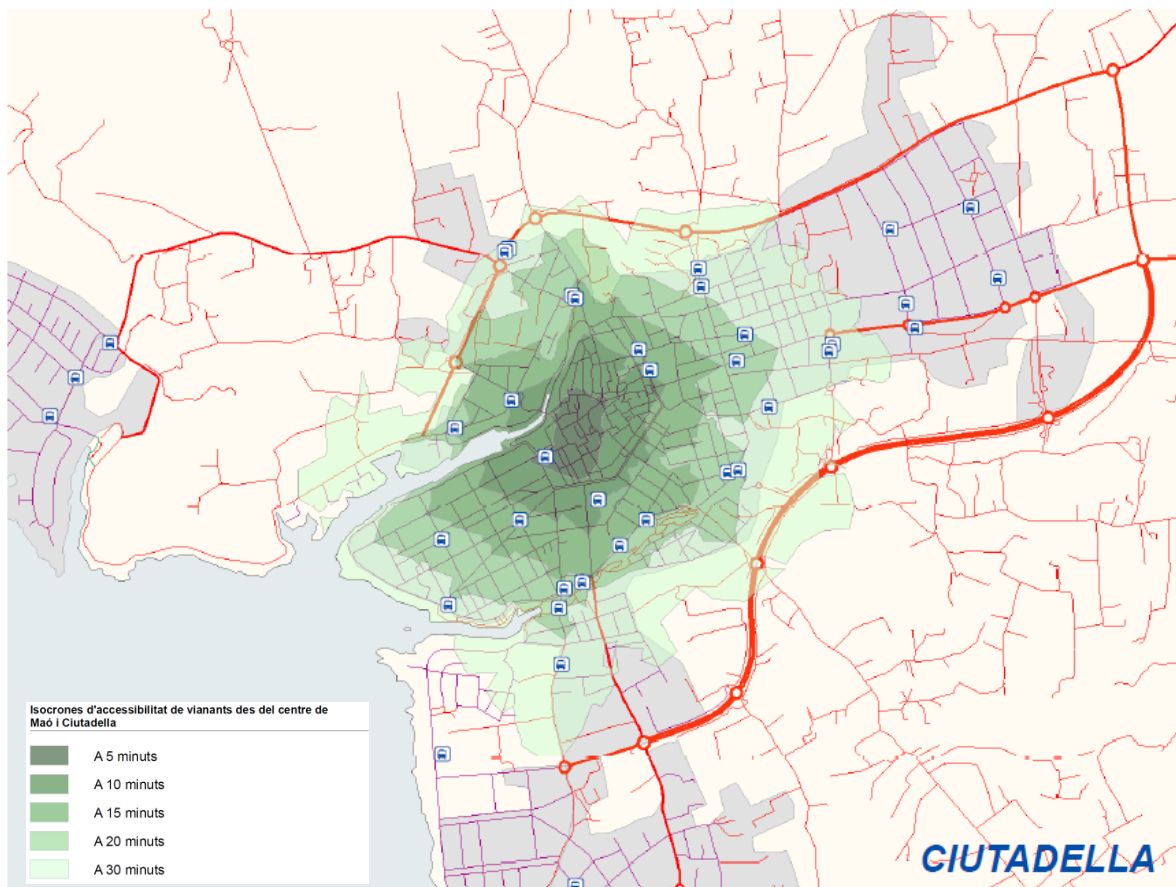 Isocrones d'accessibilitat de vianants des del centre de
Maó i Ciutadella
A 5 minuts
A 10 minuts
A 15 minuts
A 20 minuts
A 30 minuts
CIUTADELLA